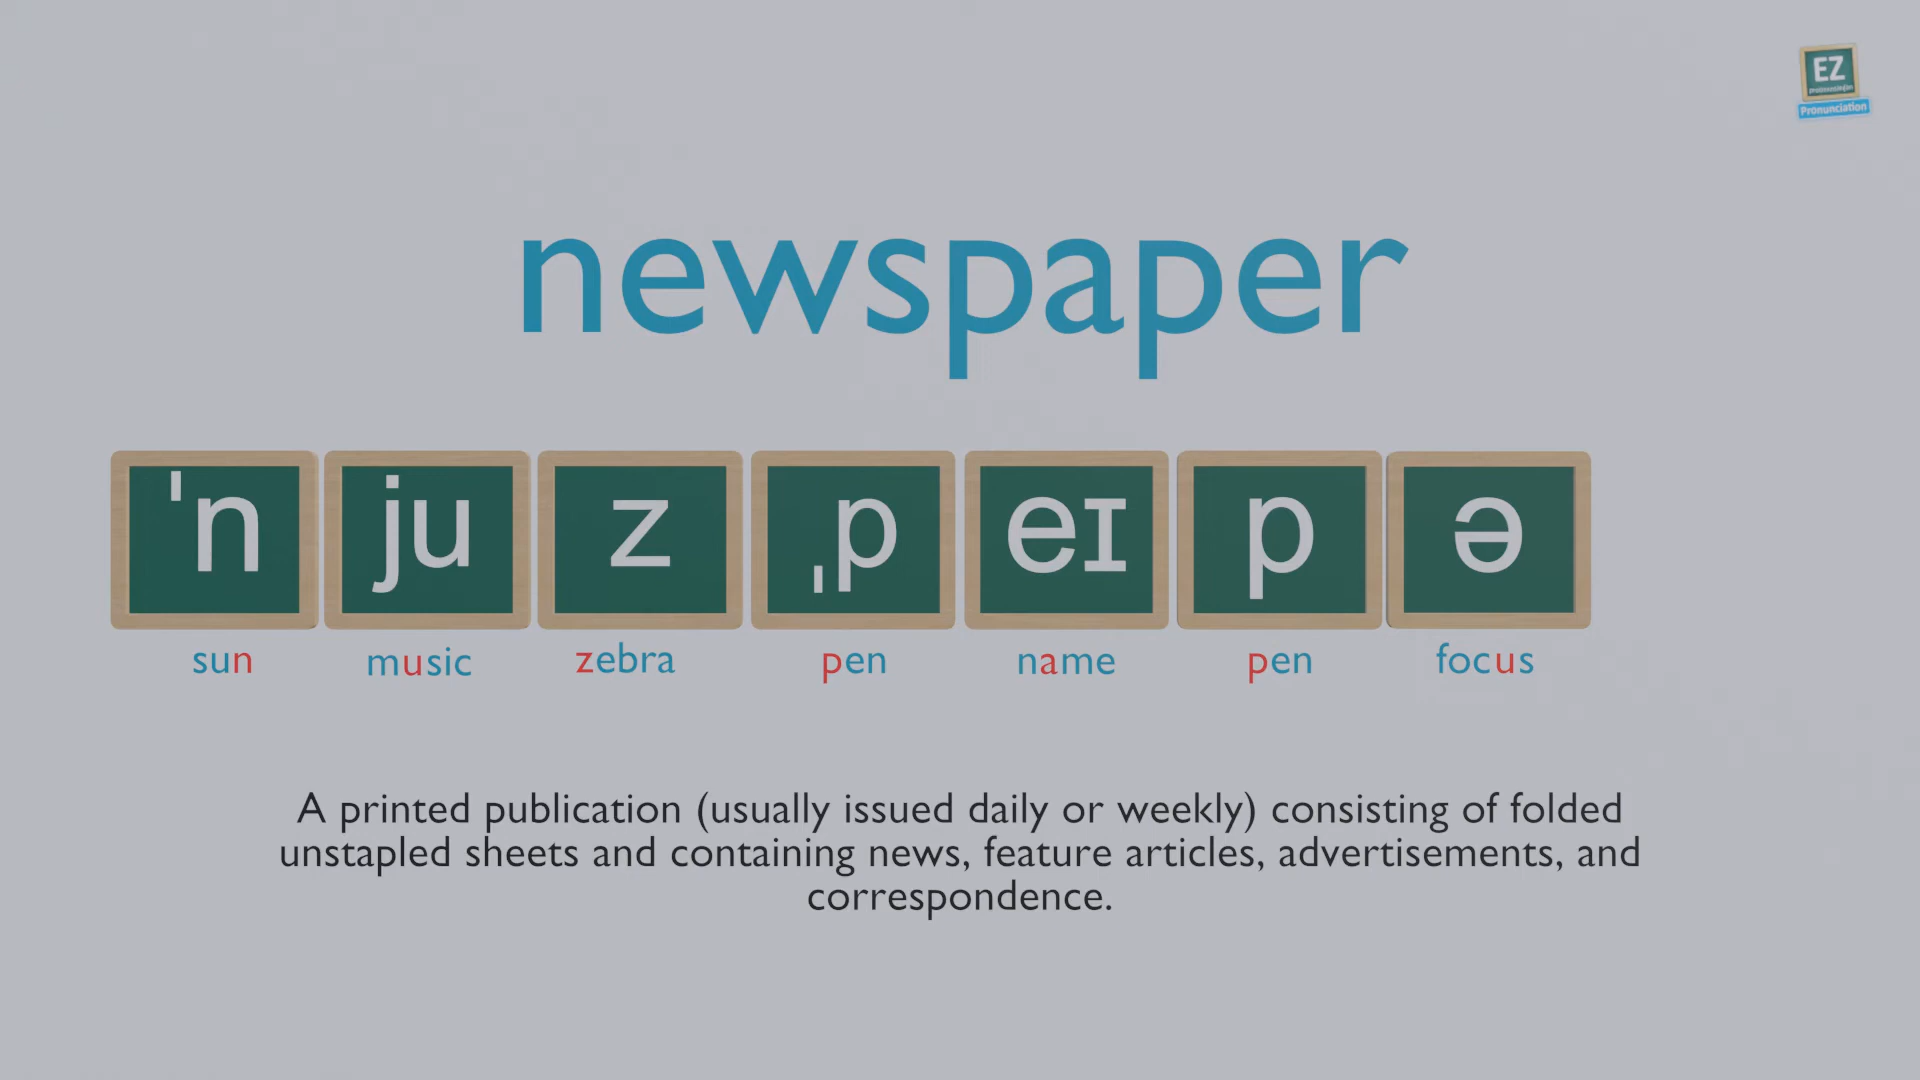 EZ
Pronunciation
newspaper
ˈn ju z ˌp eɪ p ə
sun music zebra pen name pen focus
A printed publication (usually issued daily or weekly) consisting of folded
unstapled sheets and containing news, feature articles, advertisements, and
correspondence.